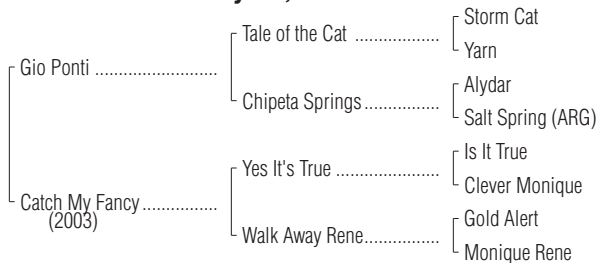 Storm Cat
Tale of the Cat ..................
Yarn
Gio Ponti ..........................
Alydar
Chipeta Springs................
Salt Spring (ARG)
Is It True
Yes It's True ......................
Clever Monique
Catch My Fancy................
(2003)
Gold Alert
Walk Away Rene................
Monique Rene